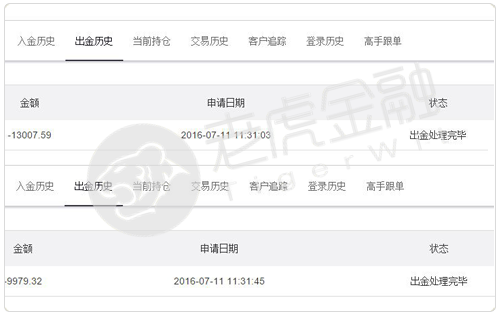 入金历史 出金历史 当前持仓 交易历史 客户追踪 登录历史 高手跟单
金额 申请日期 状态
-13007.59 2016-07-11 11:31:03 出金处理完毕
老虎金融
TigerWit
入金历史 出金历史 当前持仓 交易历史 客户追踪 登录历史 高手跟单
金额 申请日期 状态
-9979.32 2016-07-11 11:31:45 出金处理完毕